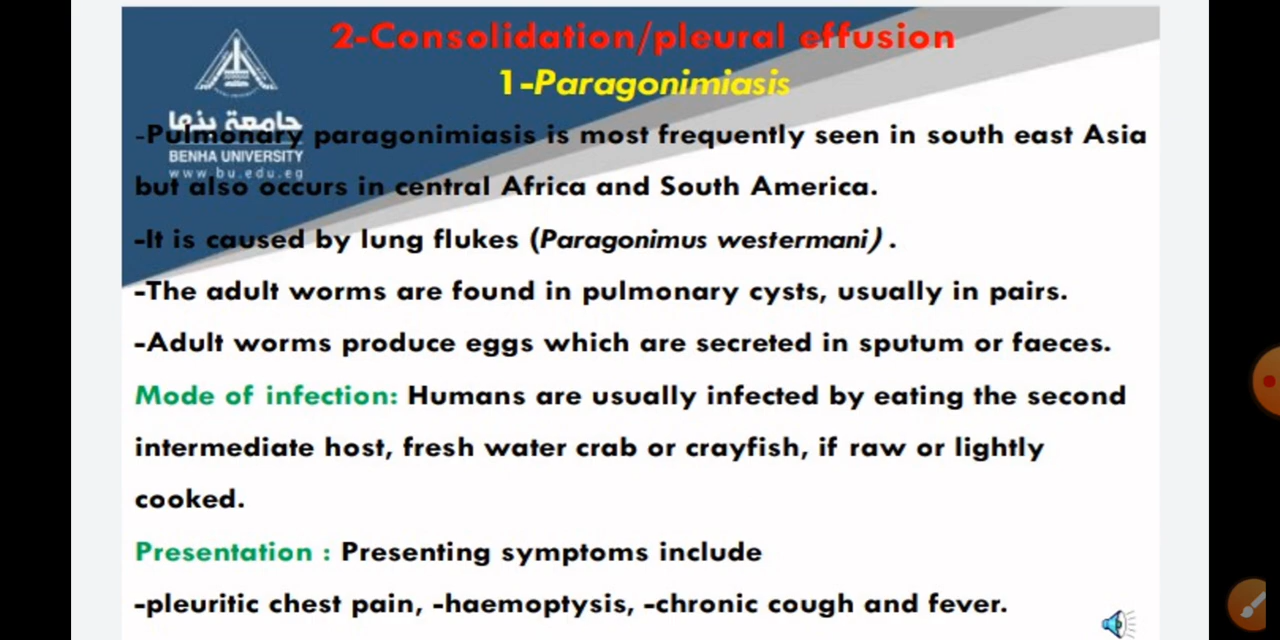 2-Consolidation/pleural effusion
1-Paragonimiasis
جامعة بنها
BENHA UNIVERSITY
www.bu.edu.eg
-Pulmonary paragonimiasis is most frequently seen in south east Asia
but also occurs in central Africa and South America.
-It is caused by lung flukes (Paragonimus westermani) .
-The adult worms are found in pulmonary cysts, usually in pairs.
-Adult worms produce eggs which are secreted in sputum or faeces.
Mode of infection: Humans are usually infected by eating the second
intermediate host, fresh water crab or crayfish, if raw or lightly
cooked.
Presentation : Presenting symptoms include
-pleuritic chest pain, -haemoptysis, -chronic cough and fever.